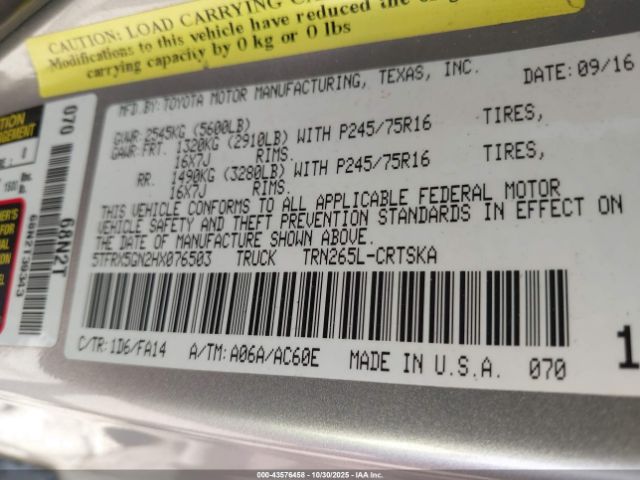 CAUTION: LOAD CARRYING
Modifications to this vehicle have reduced the
carrying capacity by 0 kg or 0 lbs
MFD.BY:TOYOTA MOTOR MANUFACTURING, TEXAS, INC. DATE:09/16
GVWR:2545KG (5600LB)
GAWR:FRT. 1320KG (2910LB) WITH P245/75R16 TIRES,
16X7J RIMS.
RR. 1490KG (3280LB) WITH P245/75R16 TIRES,
16X7J RIMS.
THIS VEHICLE CONFORMS TO ALL APPLICABLE FEDERAL MOTOR
VEHICLE SAFETY AND THEFT PREVENTION STANDARDS IN EFFECT ON
THE DATE OF MANUFACTURE SHOWN ABOVE.
5TFRX5GN2HX076503 TRUCK TRN265L-CRTSKA
C/TR:1D6/FA14 A/TM:A06A/AC60E MADE IN U.S.A. 070
070
68N2T
000-43576458 - 10/30/2025 - IAA Inc.